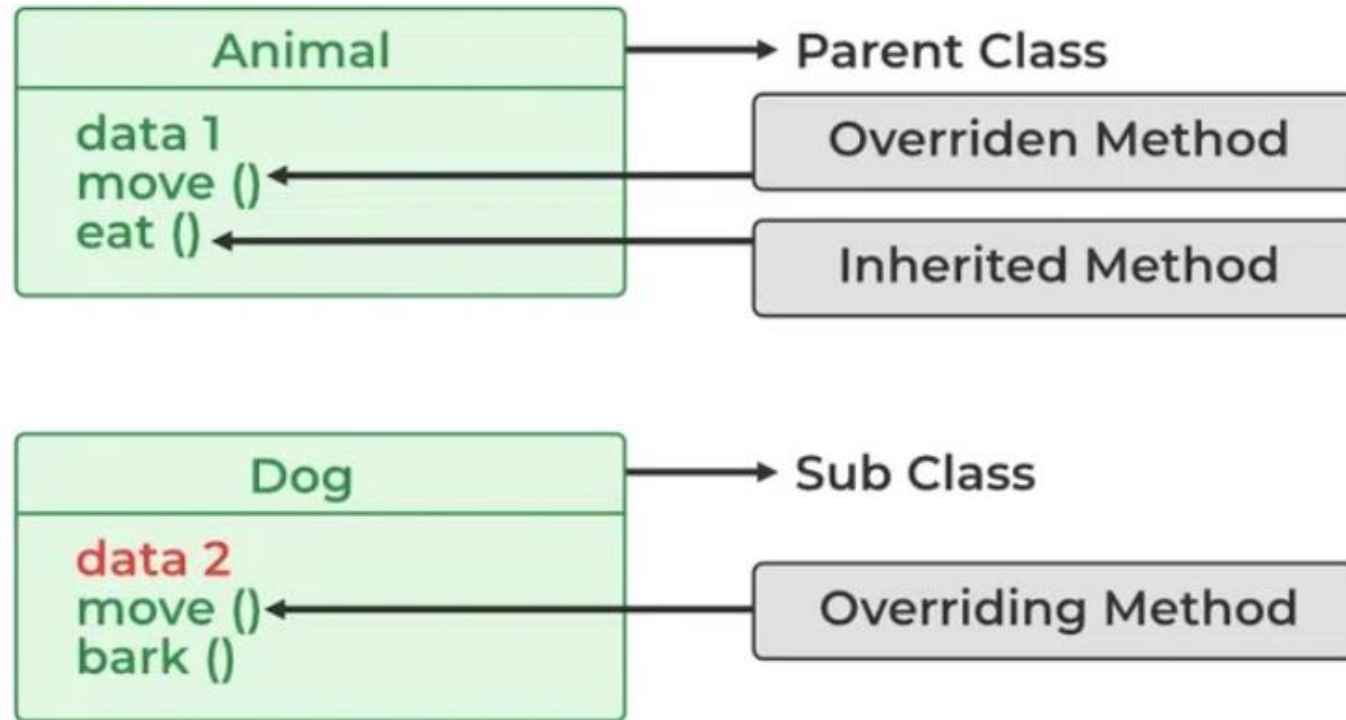 Animal
Parent Class
data 1
Overriden Method
move ()
eat ()
Inherited Method
Dog
Sub Class
data 2
move ()
Overriding Method
bark ()